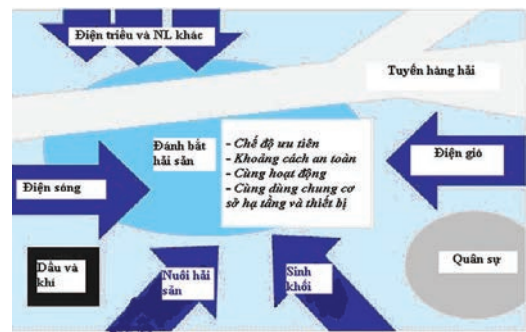 Điện triều và NL khác
Tuyến hàng hải
Đánh bắt
hải sản
- Chế độ ưu tiên
- Khoảng cách an toàn
- Cùng hoạt động
- Cùng dùng chung cơ
sở hạ tầng và thiết bị
Điện gió
Điện sóng
Dầu và
khí
Nuôi hải
sản
Sinh
khối
Quân sự